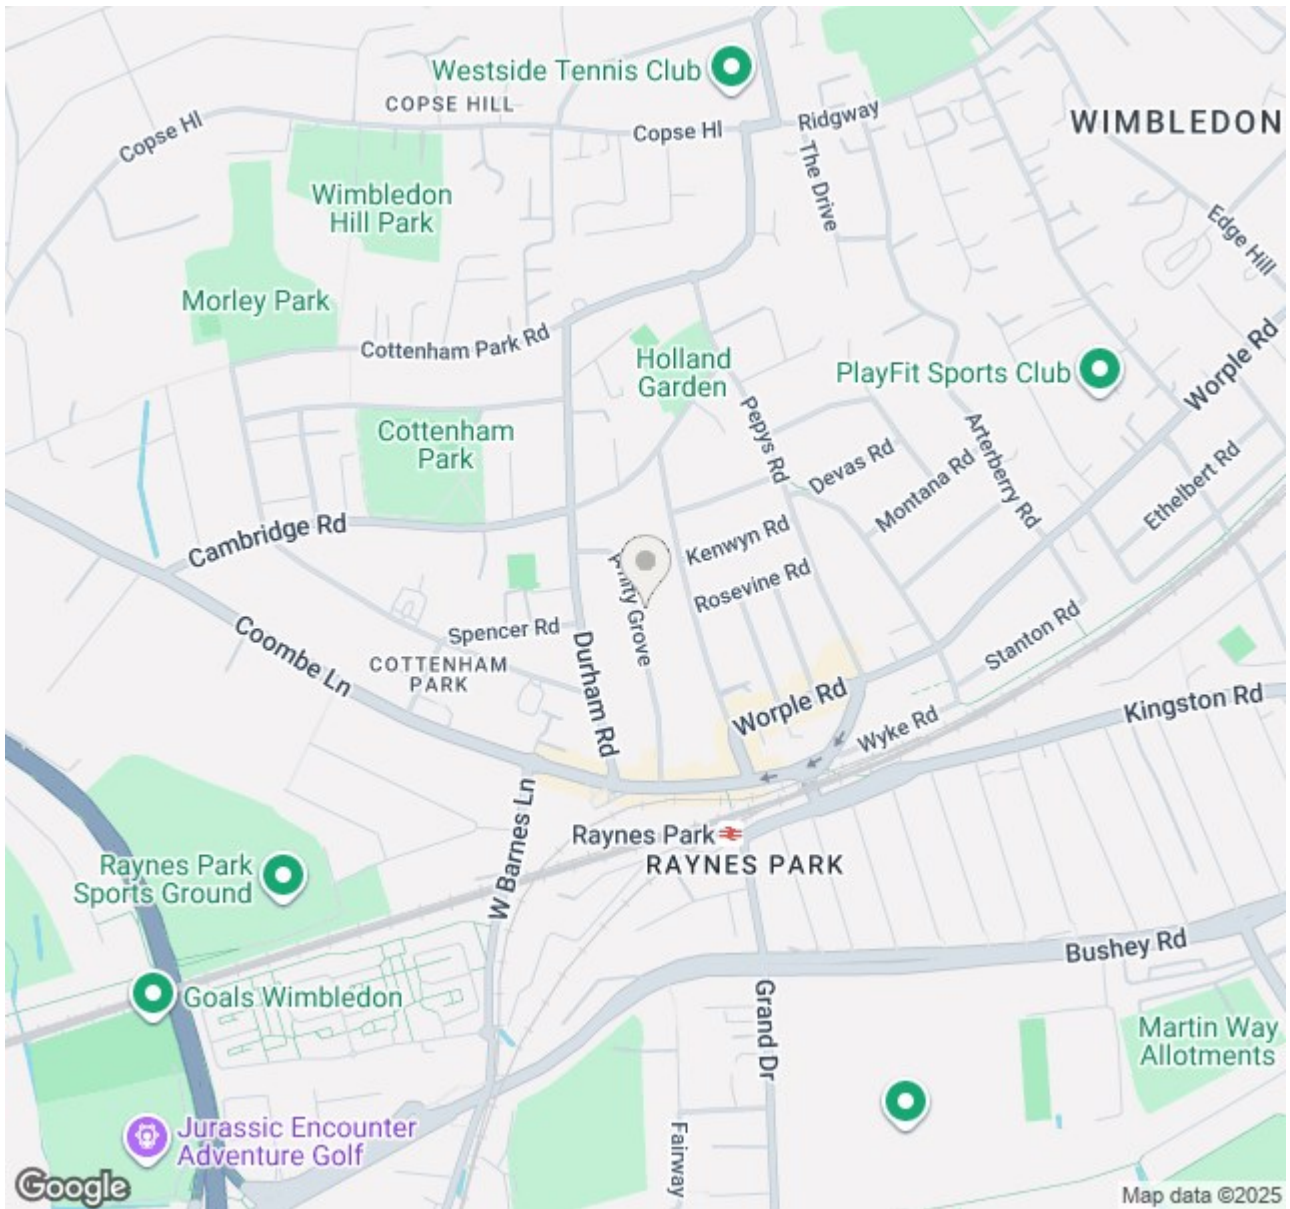 Westside Tennis Club
COPSE HILL
Copse Hl
Copse Hl
Ridgway
WIMBLEDON
The Drive
Wimbledon
Hill Park
Edge Hill
Morley Park
Cottenham Park Rd
Holland
Garden
PlayFit Sports Club
Worple Rd
Pepys Rd
Cottenham
Park
Arterberry Rd
Devas Rd
Montana Rd
Ethelbert Rd
Cambridge Rd
Kenwyn Rd
Rosevine Rd
Grove
Spencer Rd
Stanton Rd
Coombe Ln
COTTENHAM
PARK
Durham Rd
Worple Rd
Wyke Rd
Kingston Rd
W Barnes Ln
Raynes Park
RAYNES PARK
Raynes Park
Sports Ground
Bushey Rd
Goals Wimbledon
Grand Dr
Martin Way
Allotments
Jurassic Encounter
Adventure Golf
Fairway
Google
Map data ©2025